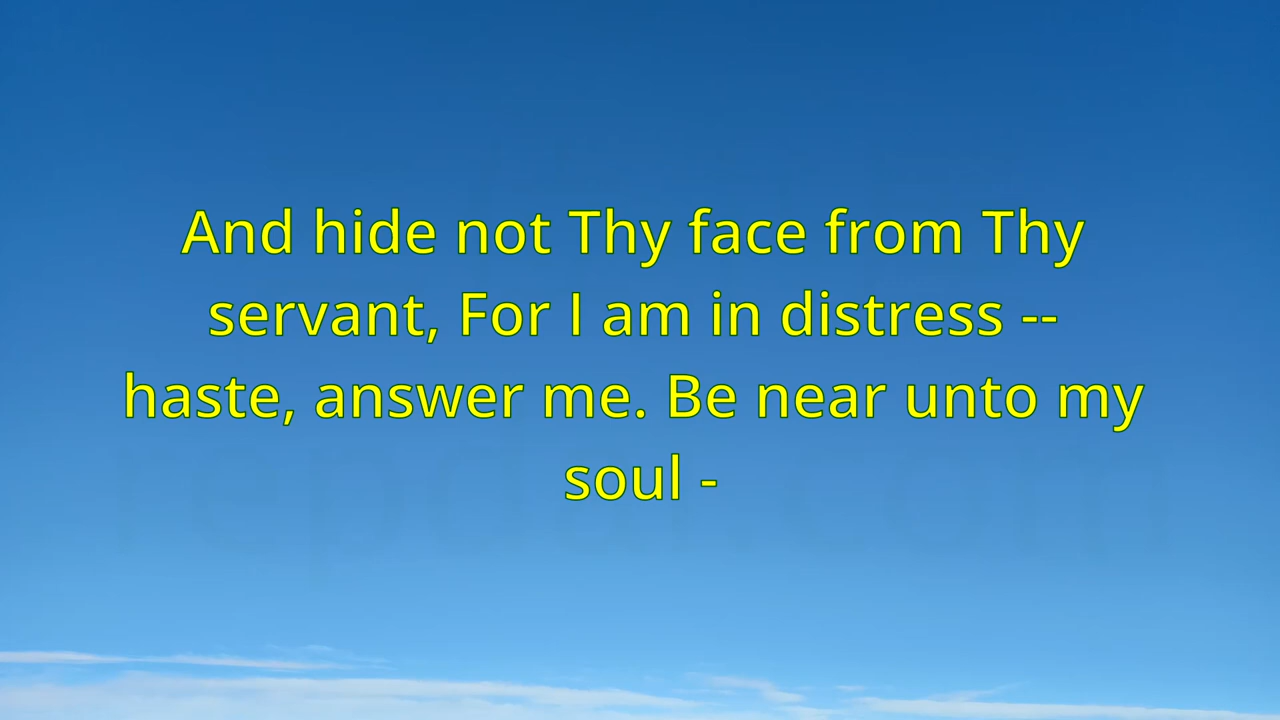 And hide not Thy face from Thy
servant, For I am in distress --
haste, answer me. Be near unto my
soul -